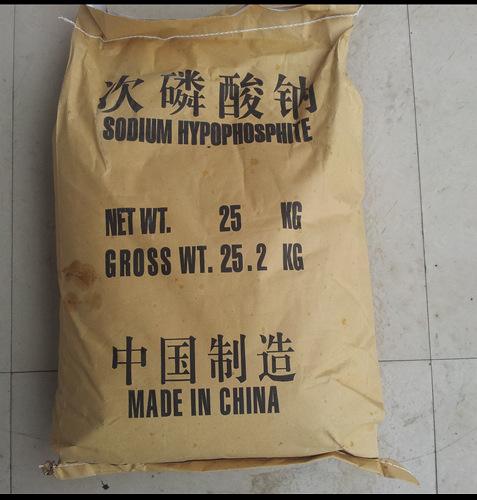 次磷酸钠
SODIUM HYPOPHOSPHITE
NET WT. 25 KG
GROSS WT. 25.2 KG
中国制造
MADE IN CHINA